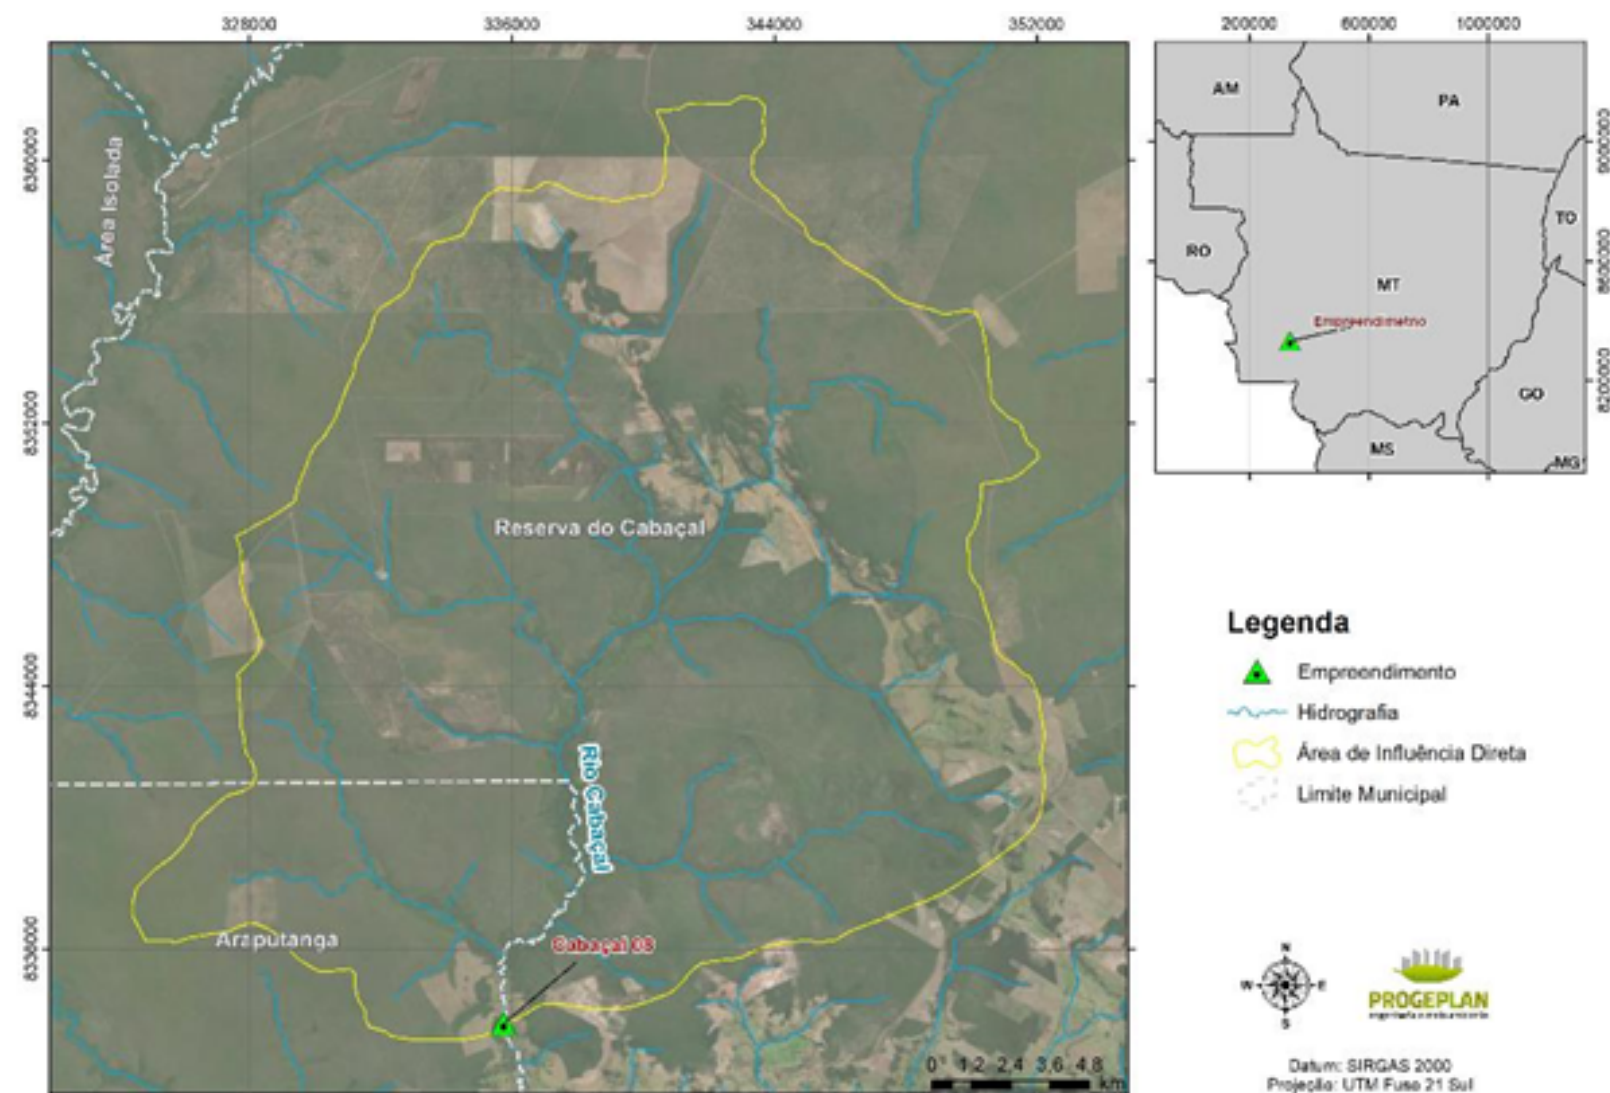 328000 336000 344000 352000
200000 600000 1000000
8360000
8352000
8344000
8336000
9000000
8600000
8200000
Área Isolada
Reserva do Cabaçal
Rio Cabaçal
Araputanga
Cabaçal 08
0 1,2 2,4 3,6 4,8
km
AM
PA
TO
RO
MT
Empreendimetno
GO
MS
MG
Legenda
Empreendimento
Hidrografia
Área de Influência Direta
Limite Municipal
N
W E
S
PROGEPLAN
Datum: SIRGAS 2000
Projeção: UTM Fuso 21 Sul